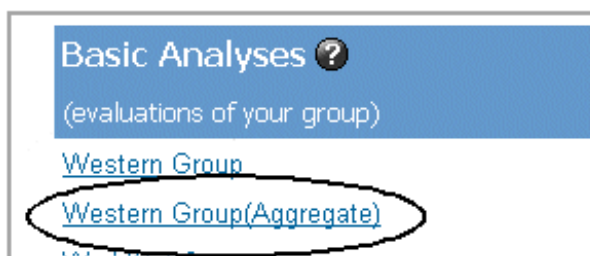 Basic Analyses ?
(evaluations of your group)
Western Group
Western Group(Aggregate)